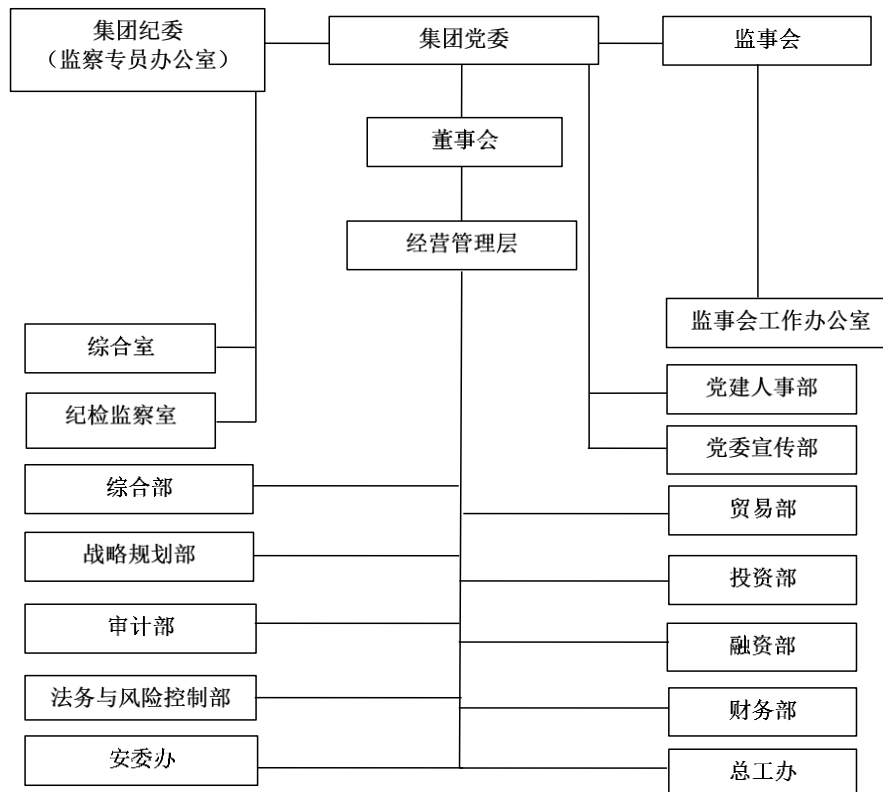 集团纪委
（监察专员办公室）
集团党委
监事会
董事会
经营管理层
监事会工作办公室
综合室
党建人事部
纪检监察室
党委宣传部
综合部
贸易部
战略规划部
投资部
审计部
融资部
法务与风险控制部
财务部
安委办
总工办